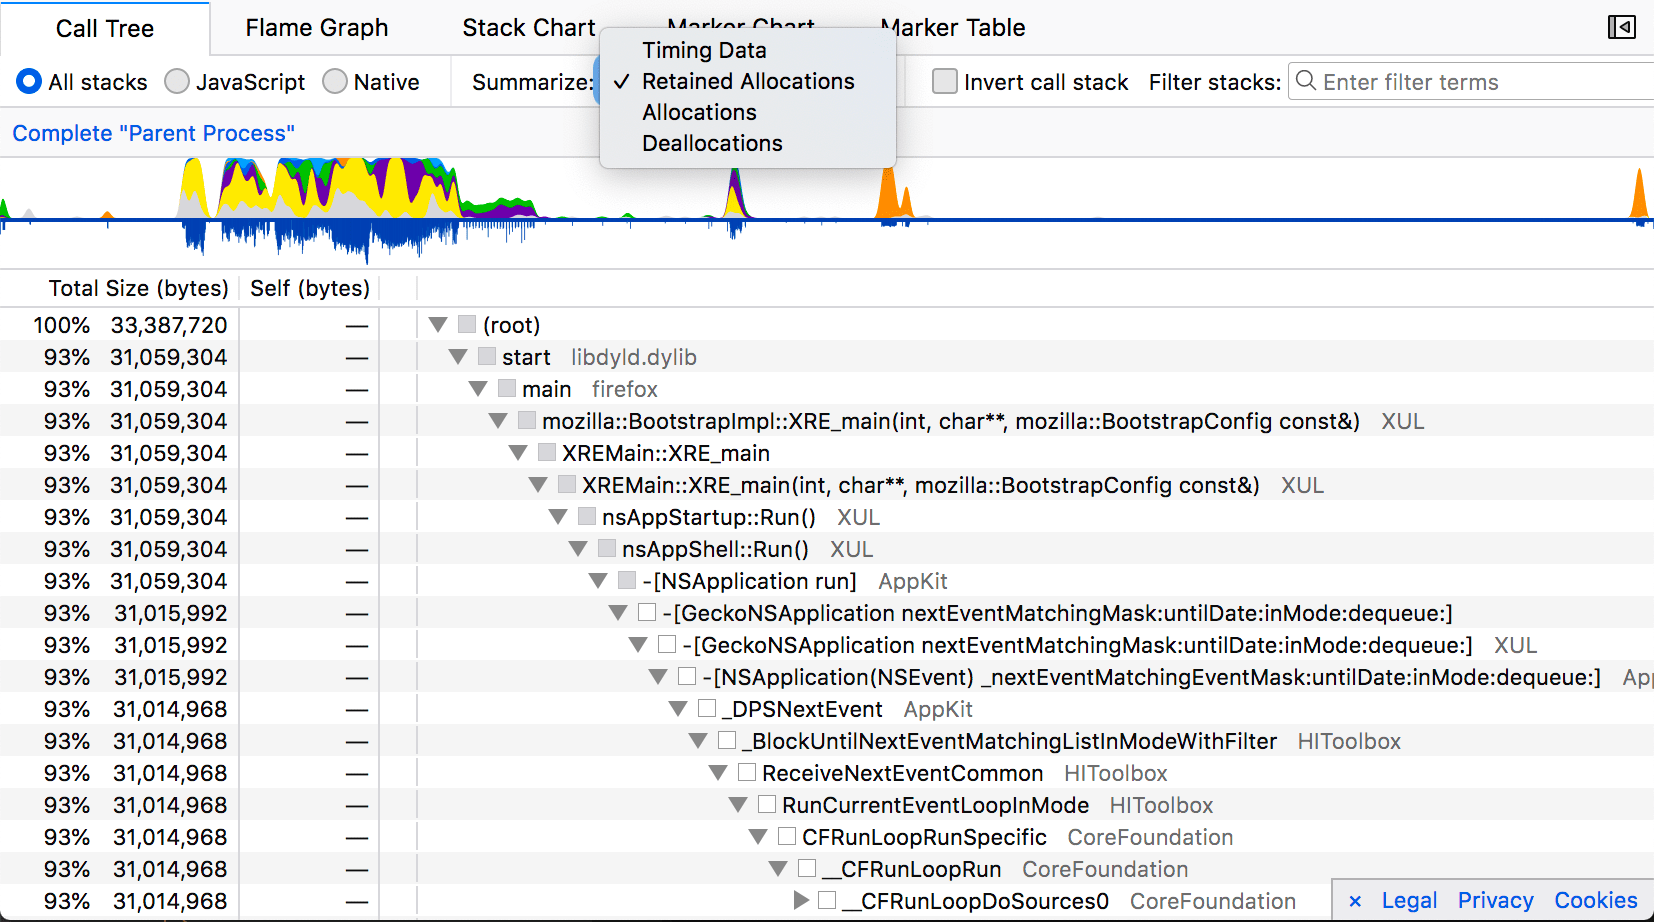 Call Tree Flame Graph Stack Chart Marker Chart Marker Table
All stacks JavaScript Native Summarize: Timing Data
✓ Retained Allocations
Allocations
Deallocations
Invert call stack Filter stacks: Enter filter terms
Complete "Parent Process"
Total Size (bytes) Self (bytes)
100% 33,387,720 — (root)
93% 31,059,304 — start libdyld.dylib
93% 31,059,304 — main firefox
93% 31,059,304 — mozilla::BootstrapImpl::XRE_main(int, char**, mozilla::BootstrapConfig const&) XUL
93% 31,059,304 — XREMain::XRE_main
93% 31,059,304 — XREMain::XRE_main(int, char**, mozilla::BootstrapConfig const&) XUL
93% 31,059,304 — nsAppStartup::Run() XUL
93% 31,059,304 — nsAppShell::Run() XUL
93% 31,059,304 — -[NSApplication run] AppKit
93% 31,015,992 — -[GeckoNSApplication nextEventMatchingMask:untilDate:inMode:dequeue:]
93% 31,015,992 — -[GeckoNSApplication nextEventMatchingMask:untilDate:inMode:dequeue:] XUL
93% 31,015,992 — -[NSApplication(NSEvent) _nextEventMatchingEventMask:untilDate:inMode:dequeue:] App
93% 31,014,968 — _DPSNextEvent AppKit
93% 31,014,968 — _BlockUntilNextEventMatchingListInModeWithFilter HIToolbox
93% 31,014,968 — ReceiveNextEventCommon HIToolbox
93% 31,014,968 — RunCurrentEventLoopInMode HIToolbox
93% 31,014,968 — CFRunLoopRunSpecific CoreFoundation
93% 31,014,968 — __CFRunLoopRun CoreFoundation
93% 31,014,968 — __CFRunLoopDoSources0 CoreFoundation
× Legal Privacy Cookies